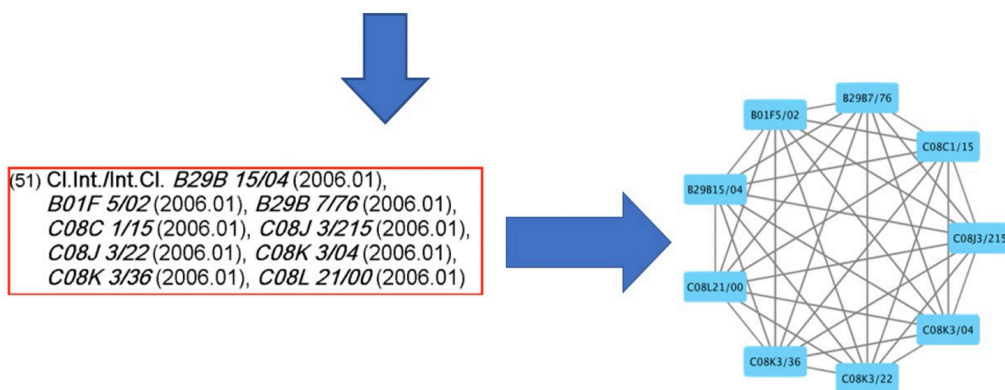 (51) Cl.Int./Int.Cl. B29B 15/04 (2006.01),
B01F 5/02 (2006.01), B29B 7/76 (2006.01),
C08C 1/15 (2006.01), C08J 3/215 (2006.01),
C08J 3/22 (2006.01), C08K 3/04 (2006.01),
C08K 3/36 (2006.01), C08L 21/00 (2006.01)
B29B7/76
B01F5/02
C08C1/15
B29B15/04
C08J3/215
C08L21/00
C08K3/04
C08K3/36
C08K3/22